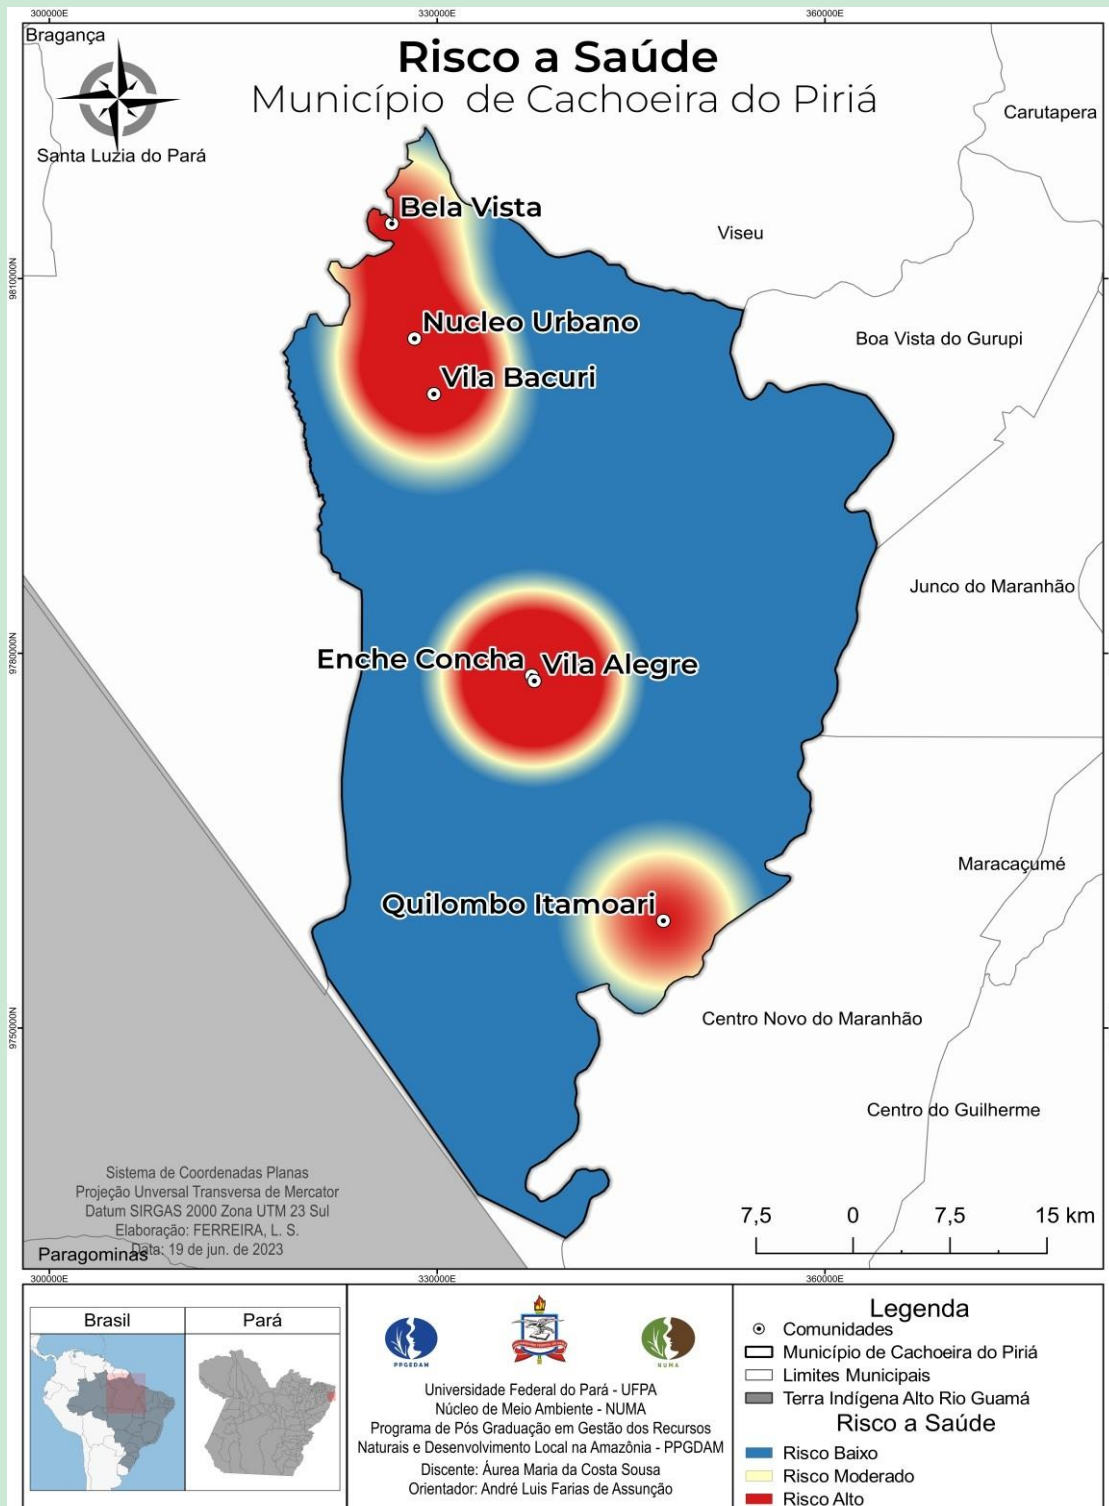 300000E
330000E
360000E
Bragança
Risco a Saúde
Município de Cachoeira do Piriá
Carutapera
Santa Luzia do Pará
Bela Vista
Viseu
9810000N
Nucleo Urbano
Boa Vista do Gurupi
Vila Bacuri
Junco do Maranhão
9780000N
Enche Concha
Vila Alegre
Maracaçumé
Quilombo Itamoari
9750000N
Centro Novo do Maranhão
Centro do Guilherme
Sistema de Coordenadas Planas
Projeção Unversal Transversa de Mercator
Datum SIRGAS 2000 Zona UTM 23 Sul
Elaboração: FERREIRA, L. S.
Data: 19 de jun. de 2023
Paragominas
7,5 0 7,5 15 km
300000E
330000E
360000E
Brasil
Pará
PPGEDAM
NUMA
Universidade Federal do Pará - UFPA
Núcleo de Meio Ambiente - NUMA
Programa de Pós Graduação em Gestão dos Recursos
Naturais e Desenvolvimento Local na Amazônia - PPGDAM
Discente: Áurea Maria da Costa Sousa
Orientador: André Luis Farias de Assunção
Legenda
Comunidades
Município de Cachoeira do Piriá
Limites Municipais
Terra Indígena Alto Rio Guamá
Risco a Saúde
Risco Baixo
Risco Moderado
Risco Alto